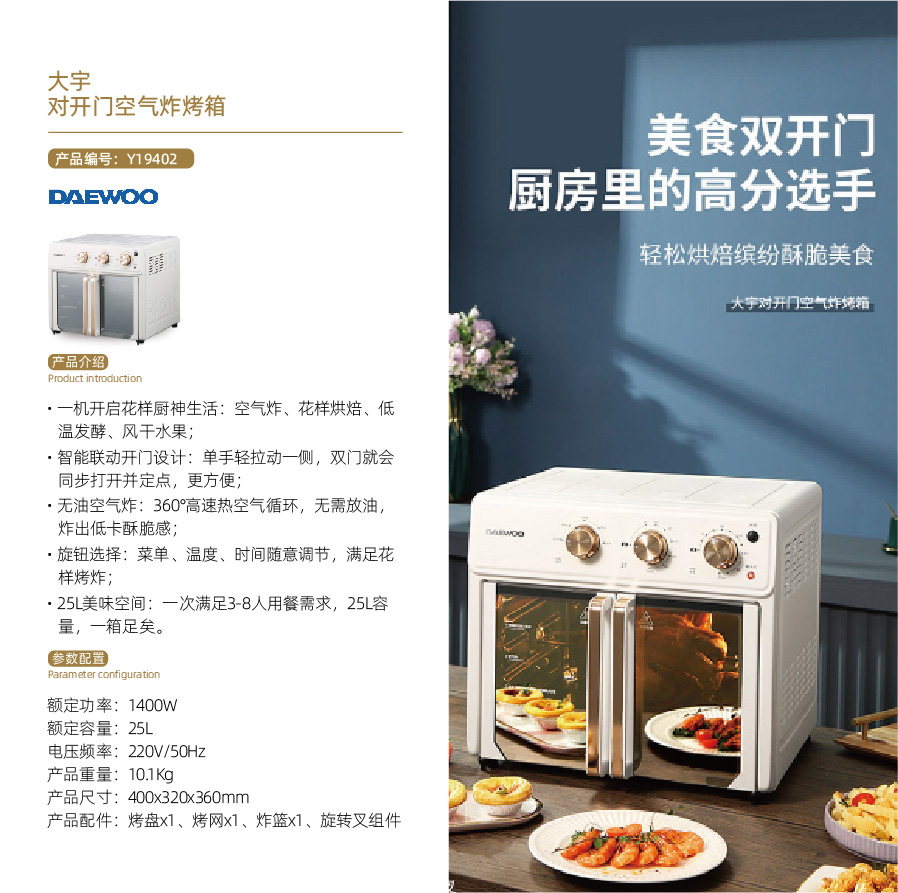 大宇
对开门空气炸烤箱
产品编号：Y19402
DAEWOO
产品介绍
Product introduction
• 一机开启花样厨神生活：空气炸、花样烘焙、低
温发酵、风干水果；
• 智能联动开门设计：单手轻拉动一侧，双门就会
同步打开并定点，更方便；
• 无油空气炸：360°高速热空气循环，无需放油，
炸出低卡酥脆感；
• 旋钮选择：菜单、温度、时间随意调节，满足花
样烤炸；
• 25L美味空间：一次满足3-8人用餐需求，25L容
量，一箱足矣。
参数配置
Parameter configuration
额定功率：1400W
额定容量：25L
电压频率：220V/50Hz
产品重量：10.1Kg
产品尺寸：400x320x360mm
产品配件：烤盘x1、烤网x1、炸篮x1、旋转叉组件
美食双开门
厨房里的高分选手
轻松烘焙缤纷酥脆美食
大宇对开门空气炸烤箱
DAEWOO